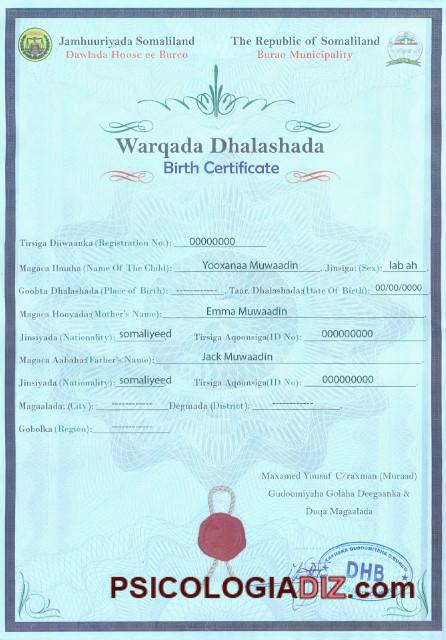 Jamhuuriyada Somaliland
Dawlada Hoose ee Burco
The Republic of Somaliland
Burao Municipality
Warqada Dhalashada
Birth Certificate
Tirsiga Diiwaanka (Registration No.): 00000000
Magaca Ilmaha (Name Of The Child): Yooxanaa Muwaadin Jinsiga: (Sex): lab ah
Goobta Dhalashada (Place of Birth): ---------- Taar. Dhalashada:(Date Of Birth): 00/00/0000
Magaca Hooyada:(Mother's Name): Emma Muwaadin
Jinsiyada (Nationality): somaliyeed Tirsiga Aqoonsiga(ID No): 000000000
Magaca Aabaha:(Father's Name): Jack Muwaadin
Jinsiyada (Nationality): somaliyeed Tirsiga Aqoonsiga(ID No): 000000000
Magaalada: (City): ---------- Degmada (District): ----------
Gobolka (Region): ----------
Maxamed Yuusuf C/raxman (Muraad)
Gudoomiyaha Golaha Deegaanka &
Duqa Magaalada
DHB
PSICOLOGIADIZ.com